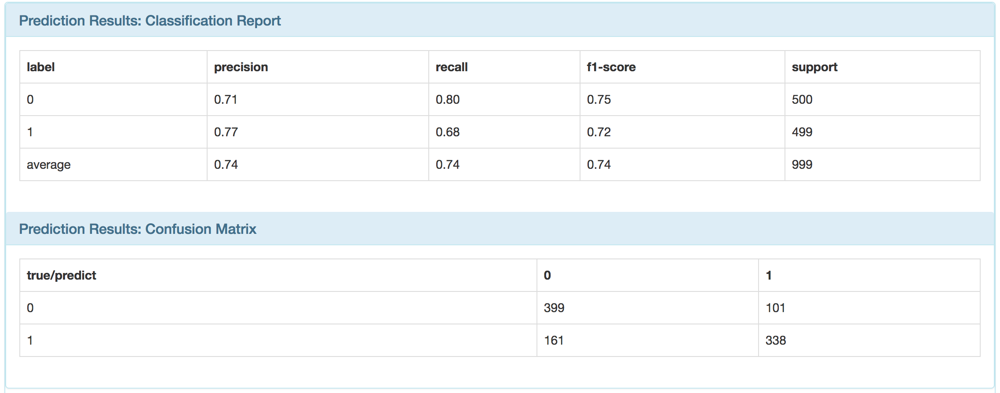 Prediction Results: Classification Report
label precision recall f1-score support
0 0.71 0.80 0.75 500
1 0.77 0.68 0.72 499
average 0.74 0.74 0.74 999
Prediction Results: Confusion Matrix
true/predict 0 1
0 399 101
1 161 338